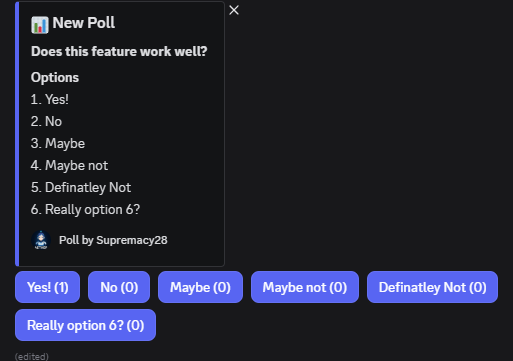 New Poll
Does this feature work well?
Options
1. Yes!
2. No
3. Maybe
4. Maybe not
5. Definatley Not
6. Really option 6?
Poll by Supremacy28
Yes! (1) No (0) Maybe (0) Maybe not (0) Definatley Not (0)
Really option 6? (0)
(edited)